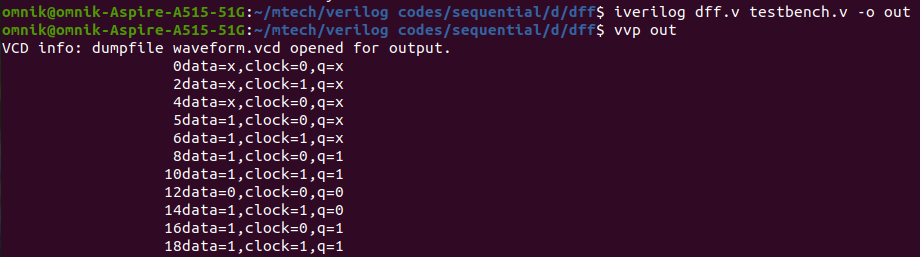 omnik@omnik-Aspire-A515-51G:~/mtech/verilog codes/sequential/d/dff$ iverilog dff.v testbench.v -o out
omnik@omnik-Aspire-A515-51G:~/mtech/verilog codes/sequential/d/dff$ vvp out
VCD info: dumpfile waveform.vcd opened for output.
0data=x,clock=0,q=x
2data=x,clock=1,q=x
4data=x,clock=0,q=x
5data=1,clock=0,q=x
6data=1,clock=1,q=x
8data=1,clock=0,q=1
10data=1,clock=1,q=1
12data=0,clock=0,q=0
14data=1,clock=1,q=0
16data=1,clock=0,q=1
18data=1,clock=1,q=1